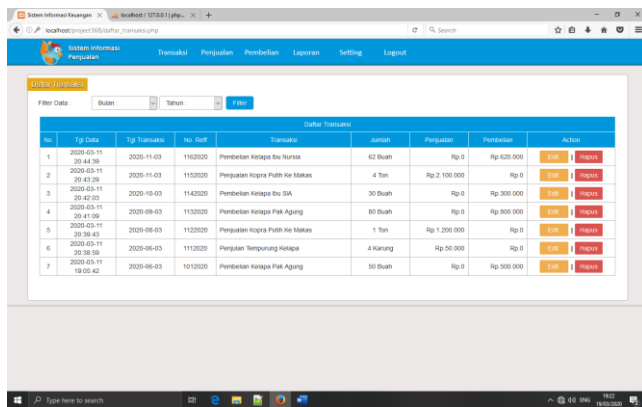 Sistem Informasi Keuangan
localhost / 127.0.0.1 | php...
localhost/project368/daftar_transaksi.php
Search
Sistem Informasi
Penjualan
Transaksi Penjualan Pembelian Laporan Setting Logout
Daftar Transaksi
Filter Data Bulan : Tahun : Filter
Daftar Transaksi
No Tgl Data Tgl Transaksi No. Reff Transaksi Jumlah Penjualan Pembelian Action
1 2020-03-11 20:44:39 2020-11-03 1162020 Pembelian Kelapa Ibu Nursia 62 Buah Rp.0 Rp.620.000 Edit | Hapus
2 2020-03-11 20:43:29 2020-11-03 1152020 Penjualan Kopra Putih Ke Makas 4 Ton Rp.2.100.000 Rp.0 Edit | Hapus
3 2020-03-11 20:42:03 2020-10-03 1142020 Pembelian Kelapa Ibu SIA 30 Buah Rp.0 Rp.300.000 Edit | Hapus
4 2020-03-11 20:41:09 2020-09-03 1132020 Pembelian Kelapa Pak Agung 80 Buah Rp.0 Rp.800.000 Edit | Hapus
5 2020-03-11 20:39:43 2020-08-03 1122020 Penjualan Kopra Putih Ke Makas 1 Ton Rp.1.200.000 Rp.0 Edit | Hapus
6 2020-03-11 20:38:59 2020-06-03 1112020 Penjulan Tempurung Kelapa 4 Karung Rp.50.000 Rp.0 Edit | Hapus
7 2020-03-11 19:05:42 2020-06-03 1012020 Pembelian Kelapa Pak Agung 50 Buah Rp.0 Rp.500.000 Edit | Hapus
Type here to search
ENG
19:22
19/03/2020